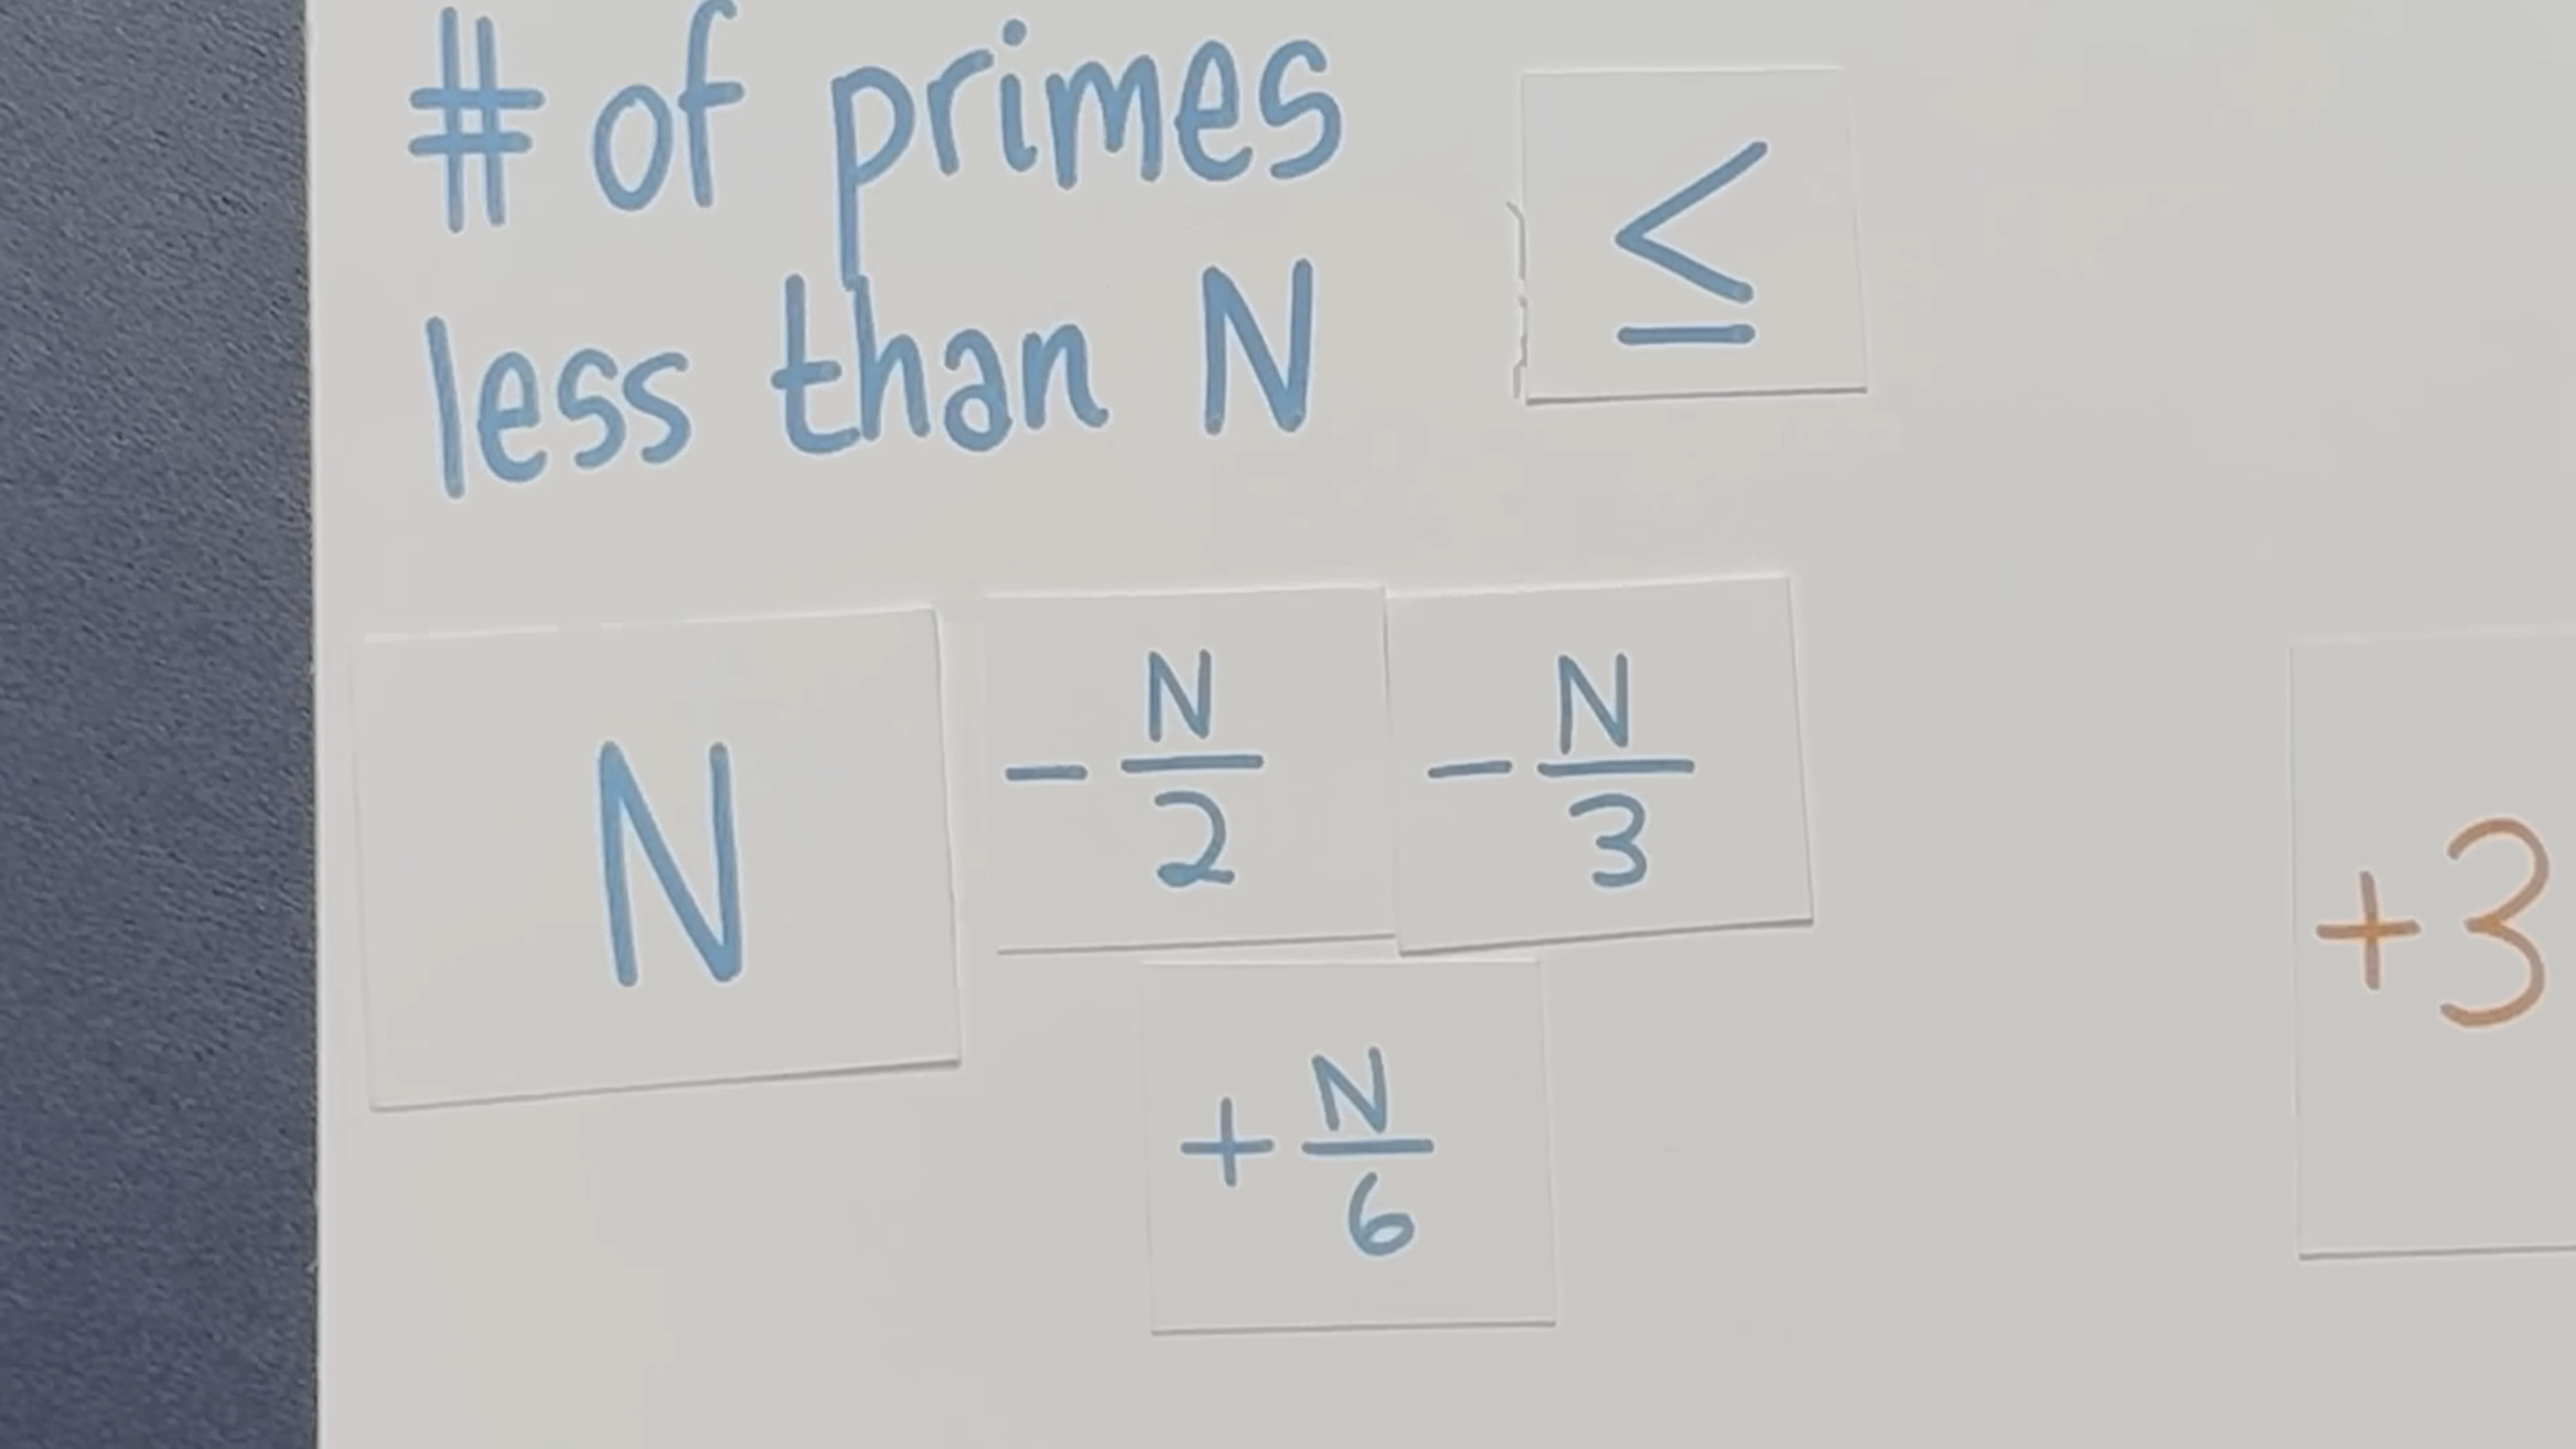 # of primes ≤
less than N
N - N/2 - N/3
+ N/6
+3